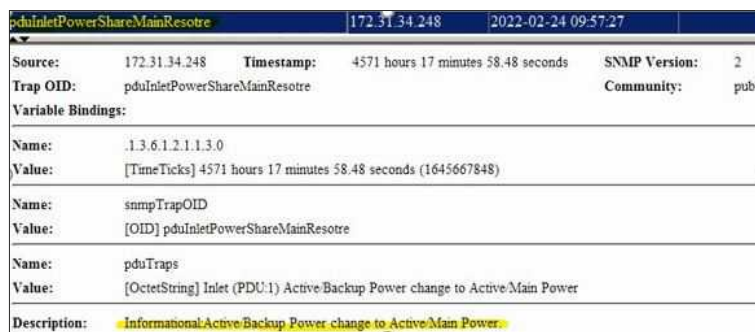 pduInletPowerShareMainResotre 172.31.34.248 2022-02-24 09:57:27
Source: 172.31.34.248 Timestamp: 4571 hours 17 minutes 58.48 seconds SNMP Version: 2
Trap OID: pduInletPowerShareMainResotre Community: pub
Variable Bindings:
Name: .1.3.6.1.2.1.1.3.0
Value: [TimeTicks] 4571 hours 17 minutes 58.48 seconds (1645667848)
Name: snmpTrapOID
Value: [OID] pduInletPowerShareMainResotre
Name: pduTraps
Value: [OctetString] Inlet (PDU:1) Active/Backup Power change to Active/Main Power
Description: Informational:Active/Backup Power change to Active/Main Power.